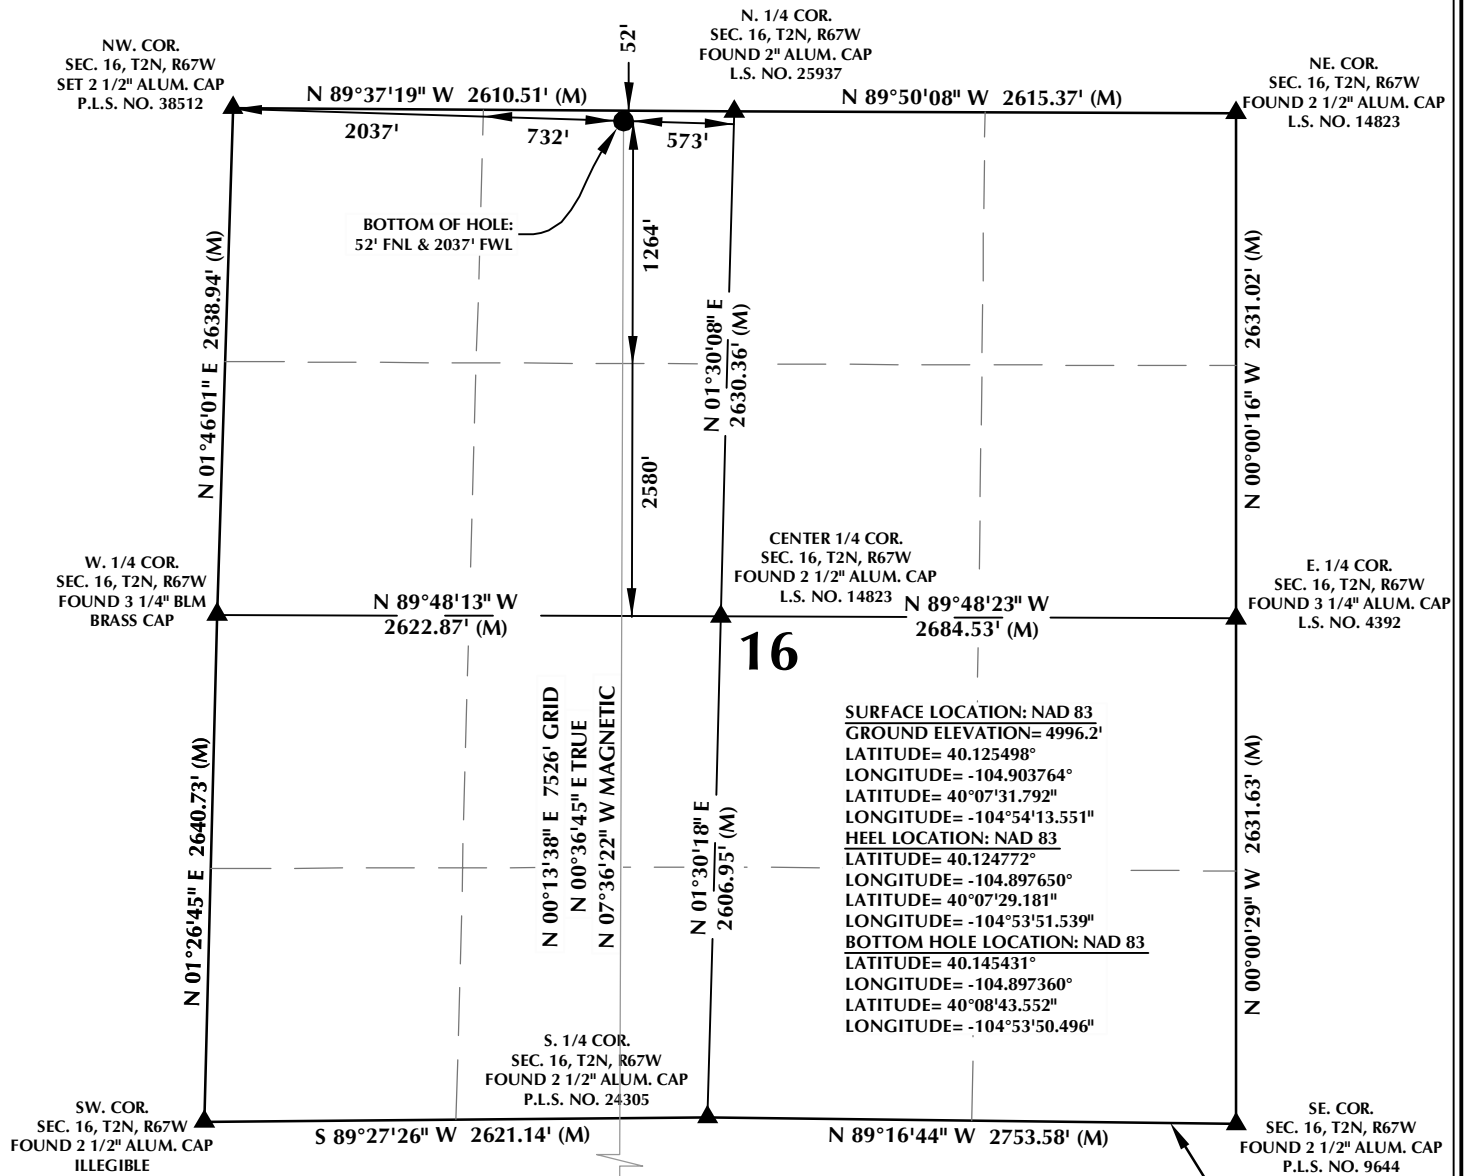 N. 1/4 COR.
SEC. 16, T2N, R67W
FOUND 2" ALUM. CAP
L.S. NO. 25937
52'
NW. COR.
SEC. 16, T2N, R67W
SET 2 1/2" ALUM. CAP
P.L.S. NO. 38512
NE. COR.
SEC. 16, T2N, R67W
FOUND 2 1/2" ALUM. CAP
L.S. NO. 14823
N 89°37'19" W 2610.51' (M)
N 89°50'08" W 2615.37' (M)
2037'
732'
573'
BOTTOM OF HOLE:
52' FNL & 2037' FWL
1264'
N 01°46'01" E 2638.94' (M)
N 01°30'08" E
2630.36' (M)
N 00°00'16" W 2631.02' (M)
2580'
W. 1/4 COR.
SEC. 16, T2N, R67W
FOUND 3 1/4" BLM
BRASS CAP
CENTER 1/4 COR.
SEC. 16, T2N, R67W
FOUND 2 1/2" ALUM. CAP
L.S. NO. 14823
E. 1/4 COR.
SEC. 16, T2N, R67W
FOUND 3 1/4" ALUM. CAP
L.S. NO. 4392
N 89°48'13" W
2622.87' (M)
N 89°48'23" W
2684.53' (M)
16
N 00°13'38" E 7526' GRID
N 00°36'45" E TRUE
N 07°36'22" W MAGNETIC
SURFACE LOCATION: NAD 83
GROUND ELEVATION= 4996.2'
LATITUDE= 40.125498°
LONGITUDE= -104.903764°
LATITUDE= 40°07'31.792"
LONGITUDE= -104°54'13.551"
HEEL LOCATION: NAD 83
LATITUDE= 40.124772°
LONGITUDE= -104.897650°
LATITUDE= 40°07'29.181"
LONGITUDE= -104°53'51.539"
BOTTOM HOLE LOCATION: NAD 83
LATITUDE= 40.145431°
LONGITUDE= -104.897360°
LATITUDE= 40°08'43.552"
LONGITUDE= -104°53'50.496"
N 01°26'45" E 2640.73' (M)
N 01°30'18" E
2606.95' (M)
N 00°00'29" W 2631.63' (M)
S. 1/4 COR.
SEC. 16, T2N, R67W
FOUND 2 1/2" ALUM. CAP
P.L.S. NO. 24305
SW. COR.
SEC. 16, T2N, R67W
FOUND 2 1/2" ALUM. CAP
ILLEGIBLE
SE. COR.
SEC. 16, T2N, R67W
FOUND 2 1/2" ALUM. CAP
P.L.S. NO. 9644
S 89°27'26" W 2621.14' (M)
N 89°16'44" W 2753.58' (M)